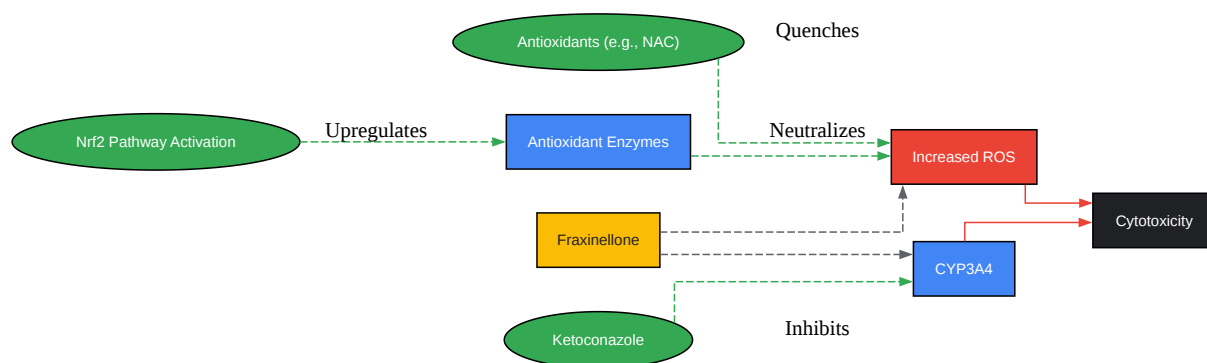 Quenches
Antioxidants (e.g., NAC)
Nrf2 Pathway Activation
Upregulates
Antioxidant Enzymes
Neutralizes
Increased ROS
Cytotoxicity
Fraxinellone
CYP3A4
Inhibits
Ketoconazole